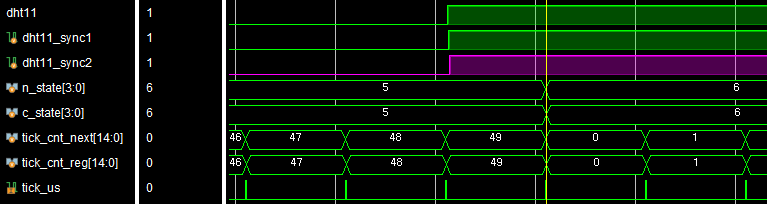 dht11 1
dht11_sync1 1
dht11_sync2 1
n_state[3:0] 6 5 6
c_state[3:0] 6 5 6
tick_cnt_next[14:0] 0 46 47 48 49 0 1
tick_cnt_reg[14:0] 0 46 47 48 49 0 1
tick_us 0